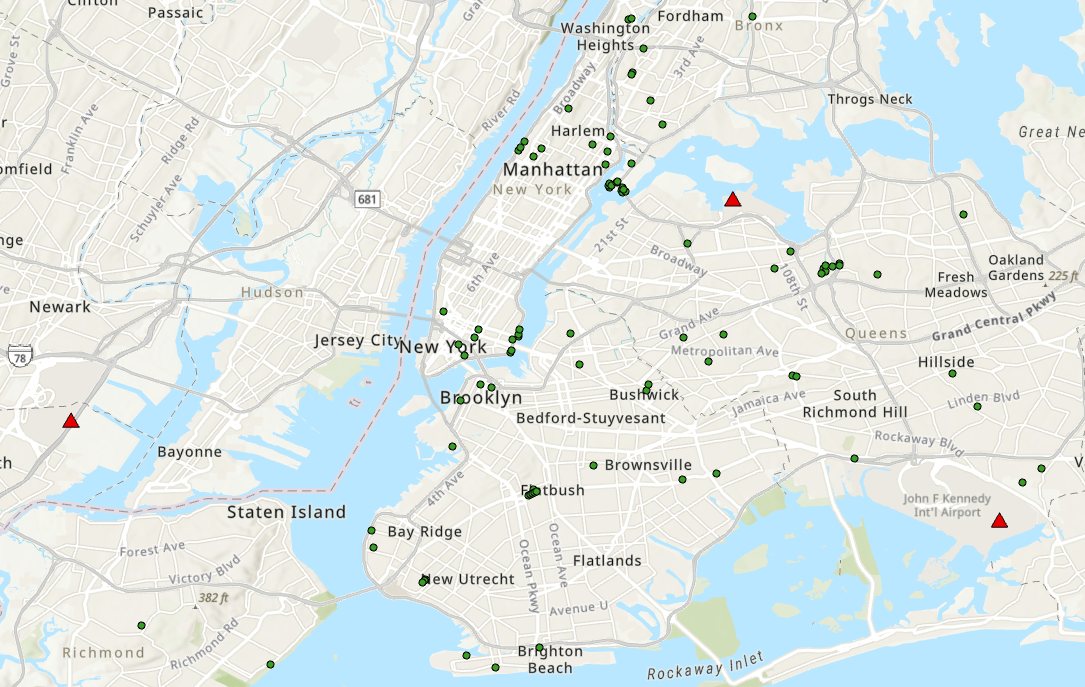 Clifton
Passaic
Fordham
Bronx
Washington
Heights
3rd Ave
Grove St
Broadway
River Rd
Throgs Neck
Franklin Ave
Ridge Rd
Harlem
Great Ne
omfield
Manhattan
New York
681
Schuyler Ave
21st St
Broadway
nge
6th Ave
108th St
Oakland
Gardens
225 ft
Fresh
Meadows
Hudson
Newark
Grand Central Pkwy
Grand Ave
Queens
Jersey City
New York
Metropolitan Ave
78
Hillside
Bushwick
Brooklyn
Jamaica Ave
South
Richmond Hill
Linden Blvd
Bedford-Stuyvesant
Rockaway Blvd
Bayonne
th
Brownsville
4th Ave
Flatbush
John F Kennedy
Int'l Airport
Staten Island
Bay Ridge
Ocean Ave
Ocean Pkwy
Forest Ave
Flatlands
Victory Blvd
New Utrecht
382 ft
Avenue U
Richmond Rd
Richmond
Brighton
Beach
Rockaway Inlet